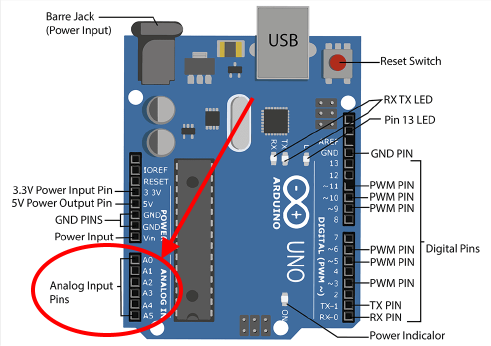 Barre Jack
(Power Input)
USB
Reset Switch
RX TX LED
Pin 13 LED
RX
TX
L
AREF
GND
GND PIN
13
12
~11
PWM PIN
~10
PWM PIN
~9
PWM PIN
8
IOREF
RESET
3.3V Power Input Pin
3 3V
5V Power Output Pin
5V
GND PINS
GND
GND
Power Input
Vin
POWER
ARDUINO
UNO
DIGITAL (PWM ~)
Digital Pins
7
~6
PWM PIN
~5
PWM PIN
4
~3
PWM PIN
2
TX-1
TX PIN
RX-0
RX PIN
Analog Input
Pins
A0
A1
A2
A3
A4
A5
ANALOG IN
ON
Power Indicalor